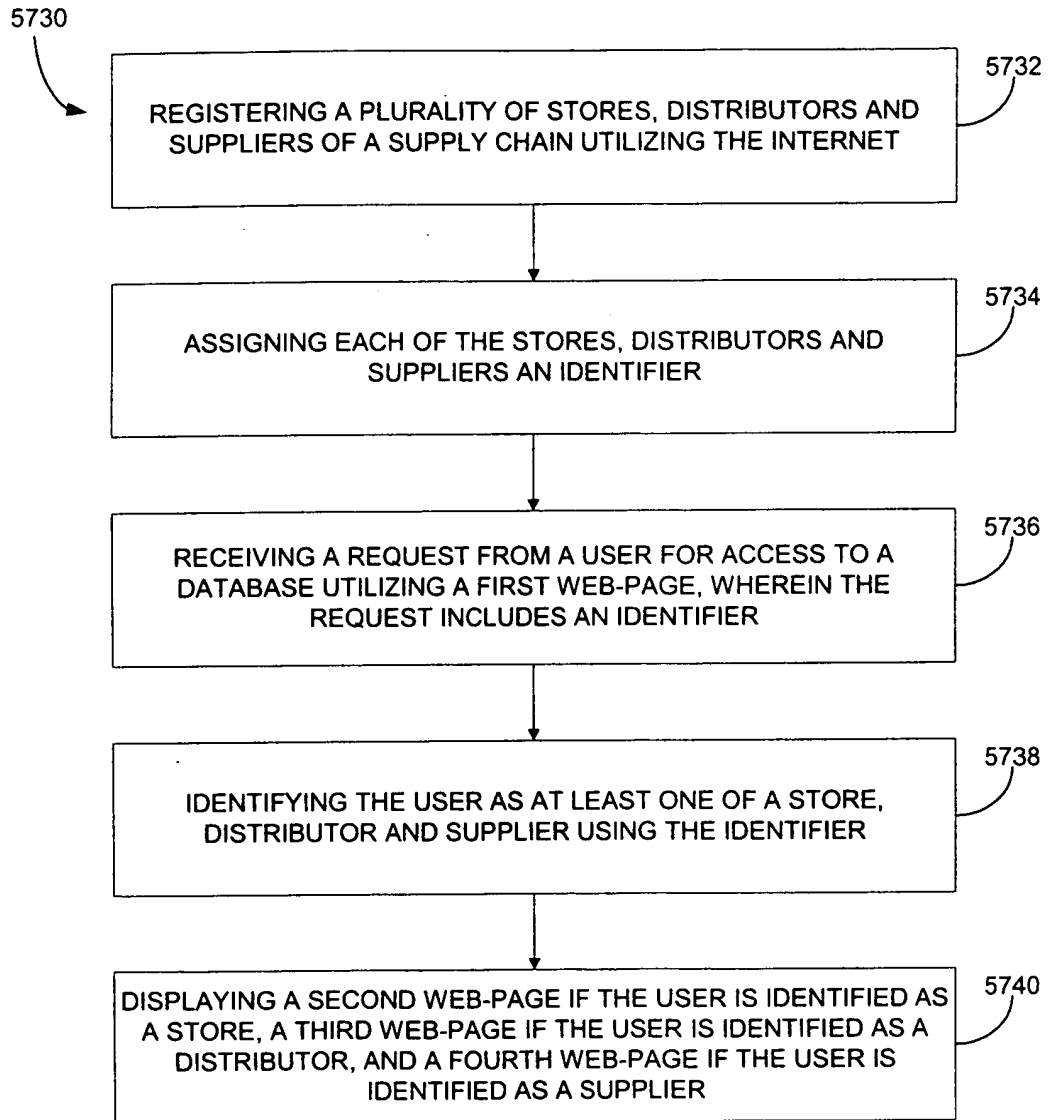 5730
5732
REGISTERING A PLURALITY OF STORES, DISTRIBUTORS AND
SUPPLIERS OF A SUPPLY CHAIN UTILIZING THE INTERNET
5734
ASSIGNING EACH OF THE STORES, DISTRIBUTORS AND
SUPPLIERS AN IDENTIFIER
5736
RECEIVING A REQUEST FROM A USER FOR ACCESS TO A
DATABASE UTILIZING A FIRST WEB-PAGE, WHEREIN THE
REQUEST INCLUDES AN IDENTIFIER
5738
IDENTIFYING THE USER AS AT LEAST ONE OF A STORE,
DISTRIBUTOR AND SUPPLIER USING THE IDENTIFIER
5740
DISPLAYING A SECOND WEB-PAGE IF THE USER IS IDENTIFIED AS
A STORE, A THIRD WEB-PAGE IF THE USER IS IDENTIFIED AS A
DISTRIBUTOR, AND A FOURTH WEB-PAGE IF THE USER IS
IDENTIFIED AS A SUPPLIER